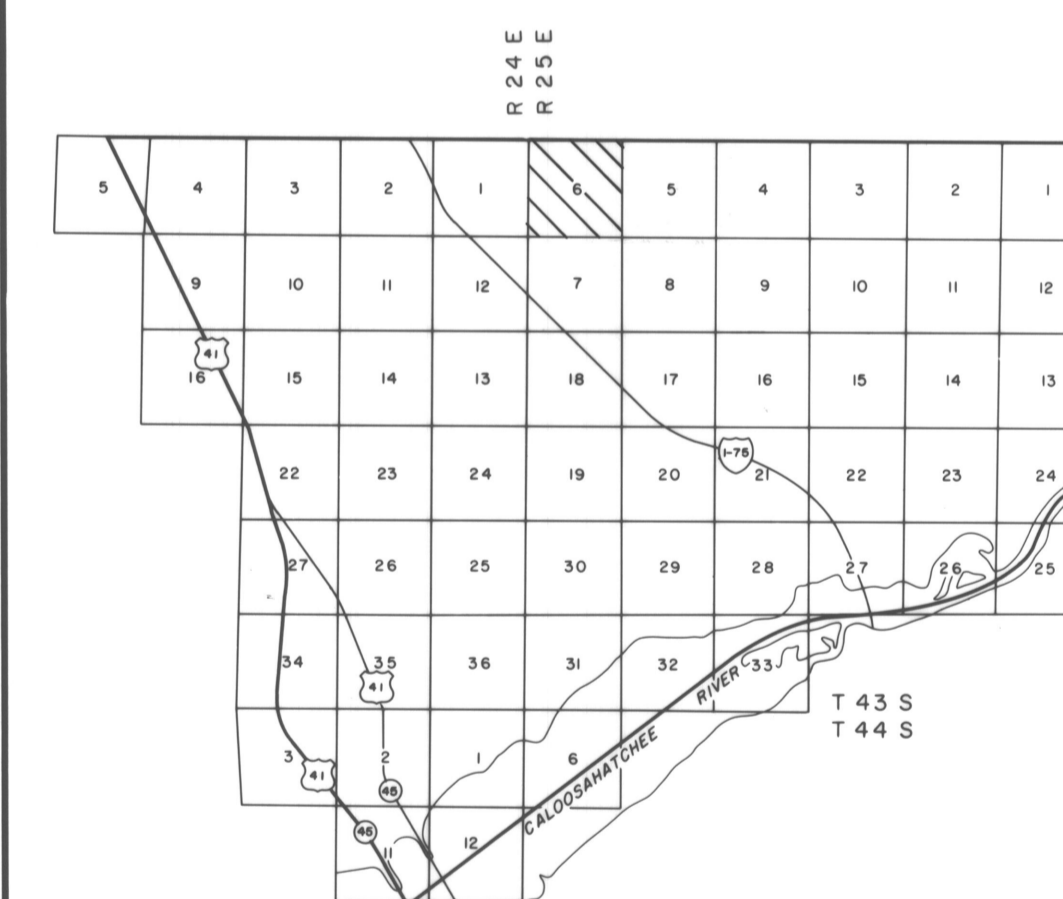 R 24 E
R 25 E
5 4 3 2 1 6 5 4 3 2 1
9 10 11 12 7 8 9 10 11 12
41
16 15 14 13 18 17 16 15 14 13
I-75
22 23 24 19 20 21 22 23 24
27 26 25 30 29 28 27 26 25
34 35 36 31 32 33
41
RIVER
T 43 S
T 44 S
3 2 1 6
41
45
CALOOSAHATCHEE
45
11 12